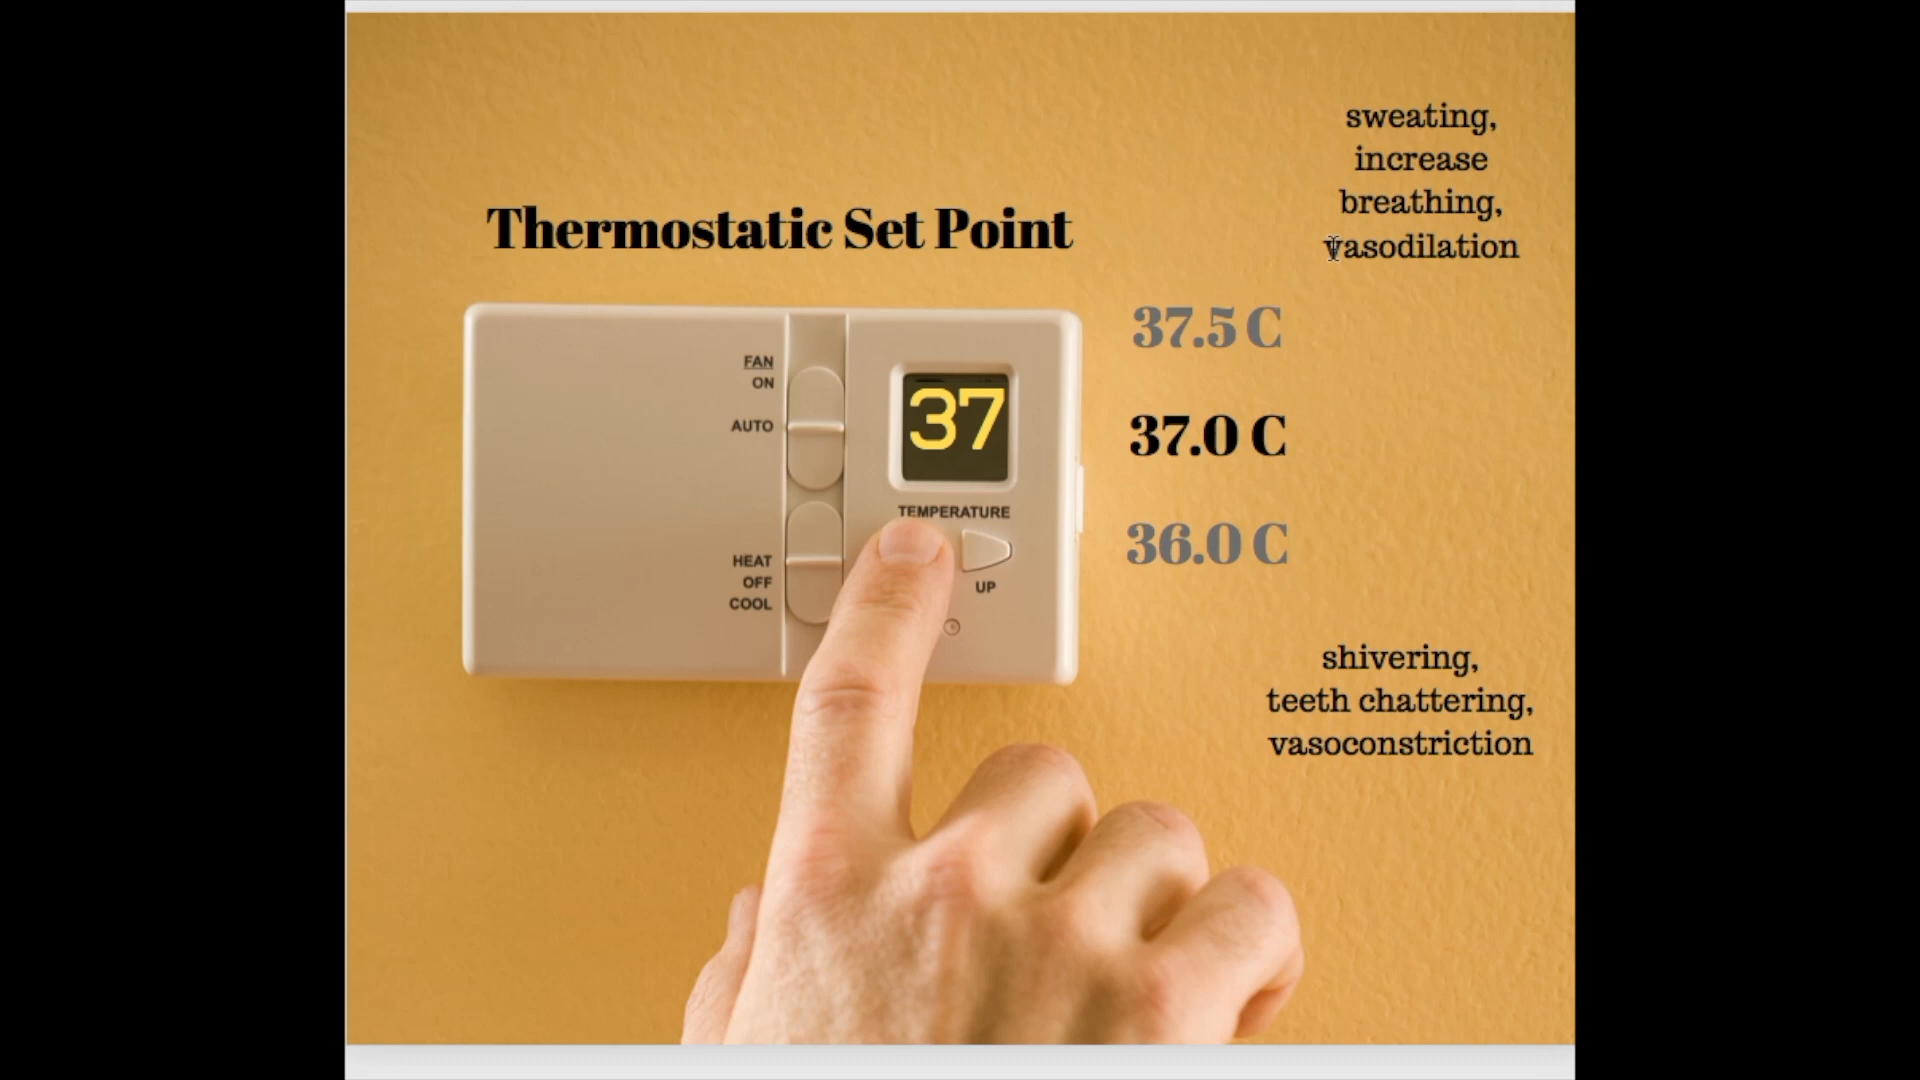 sweating,
increase
breathing,
vasodilation
Thermostatic Set Point
37.5 C
37.0 C
36.0 C
FAN
ON
AUTO
37
TEMPERATURE
UP
HEAT
OFF
COOL
shivering,
teeth chattering,
vasoconstriction